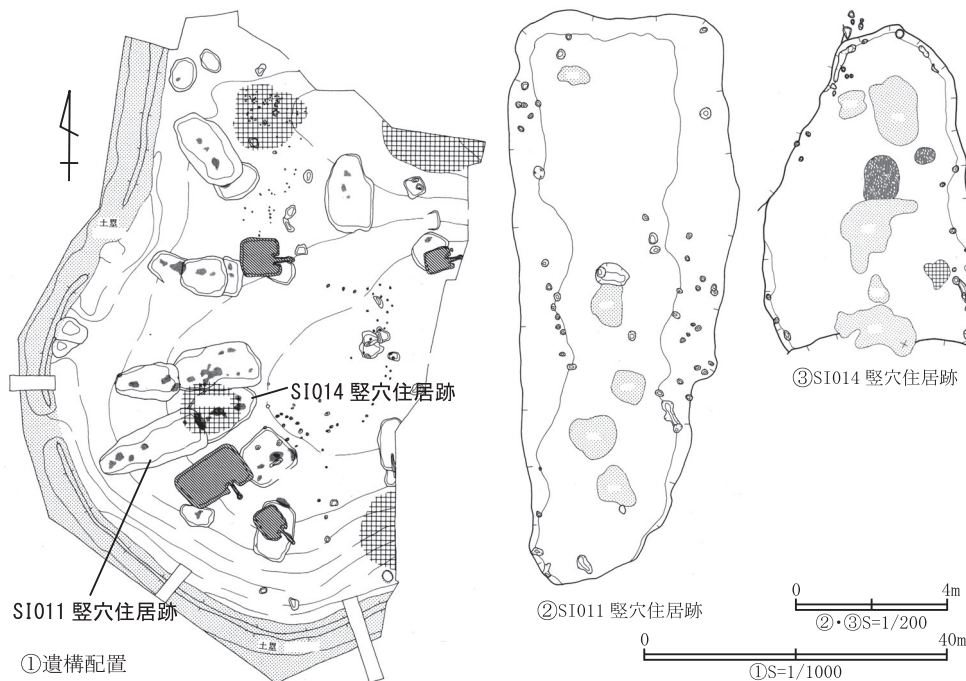 土塁
SI014 竪穴住居跡
SI011 竪穴住居跡
土塁
①遺構配置
②SI011 竪穴住居跡
③SI014 竪穴住居跡
0 4m
②・③S=1/200
0 40m
①S=1/1000